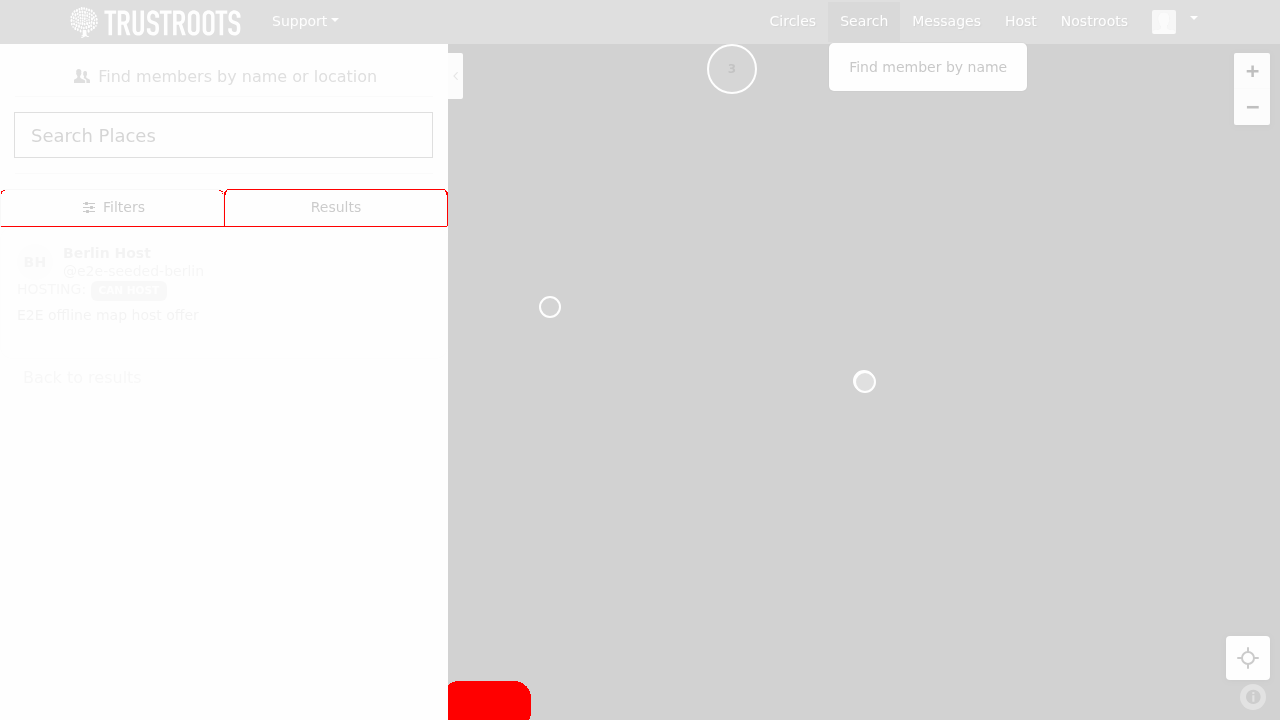 TRUSTROOTS
Support
Circles
Search
Messages
Host
Nostroots
Find members by name or location
3
Find member by name
Search Places
Filters
Results
BH
Berlin Host
@e2e-seeded-berlin
HOSTING: CAN HOST
E2E offline map host offer
Back to results